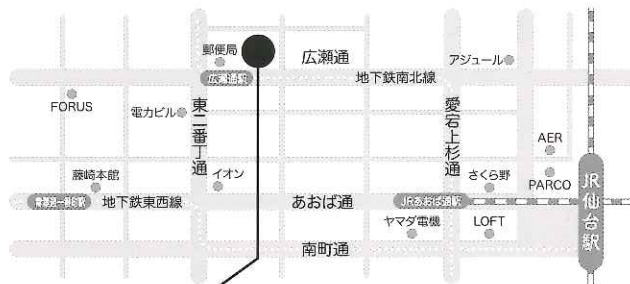 郵便局
広瀬通
アジュール
広瀬通駅
地下鉄南北線
FORUS
電力ビル
東二番丁通
愛宕上杉通
AER
PARCO
藤崎本館
イオン
さくら野
青葉通一番町駅
地下鉄東西線
あおば通
JRあおば通駅
ヤマダ電機
LOFT
JR仙台駅
南町通